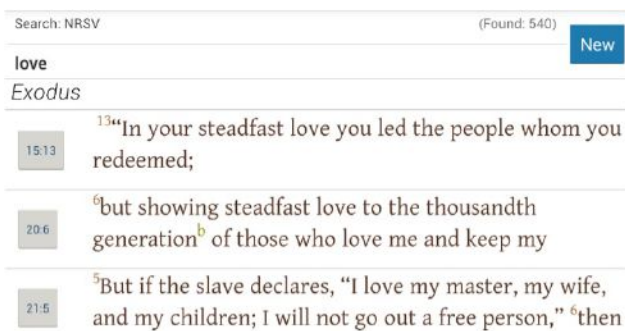 Search: NRSV (Found: 540)
New
love
Exodus
15:13
13“In your steadfast love you led the people whom you
redeemed;
20:6
6but showing steadfast love to the thousandth
generationb of those who love me and keep my
21:5
5But if the slave declares, “I love my master, my wife,
and my children; I will not go out a free person,” 6then